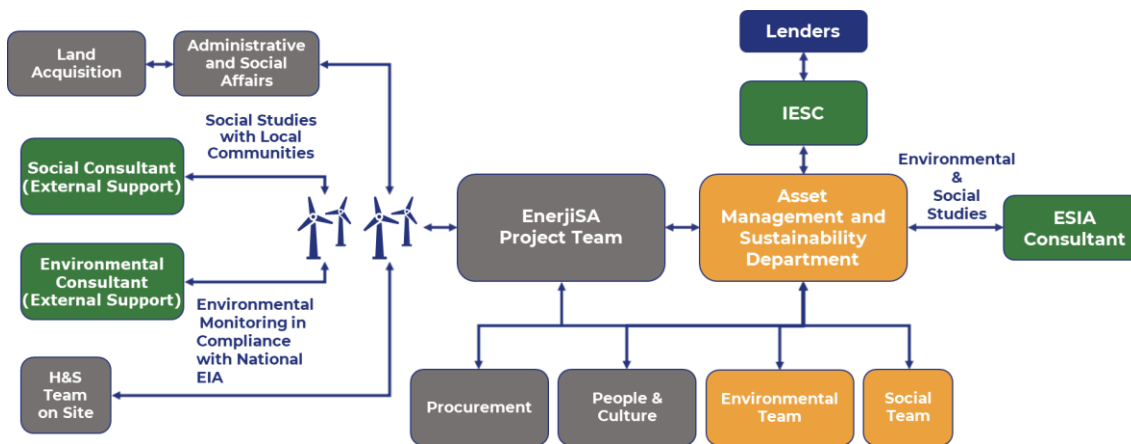 Lenders
Land
Acquisition
Administrative
and Social
Affairs
IESC
Social Studies
with Local
Communities
Social Consultant
(External Support)
Environmental
&
Social
Studies
EnerjiSA
Project Team
Asset
Management and
Sustainability
Department
ESIA
Consultant
Environmental
Consultant
(External Support)
Environmental
Monitoring in
Compliance
with National
EIA
H&S
Team
on Site
Procurement
People &
Culture
Environmental
Team
Social
Team